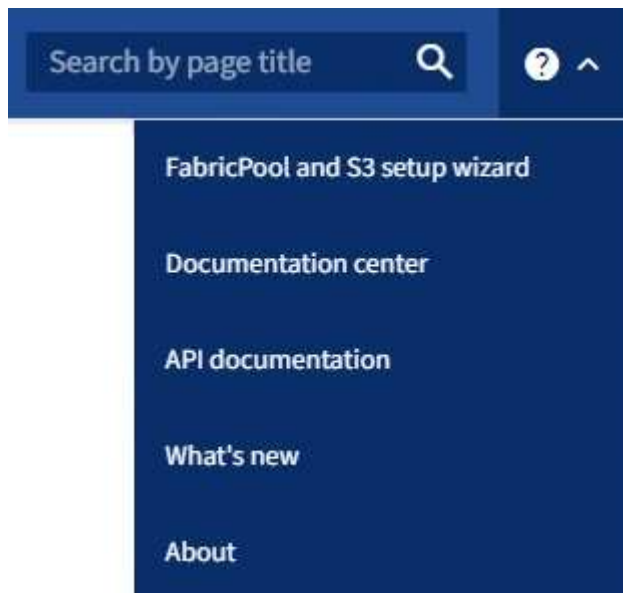 Search by page title
FabricPool and S3 setup wizard
Documentation center
API documentation
What's new
About